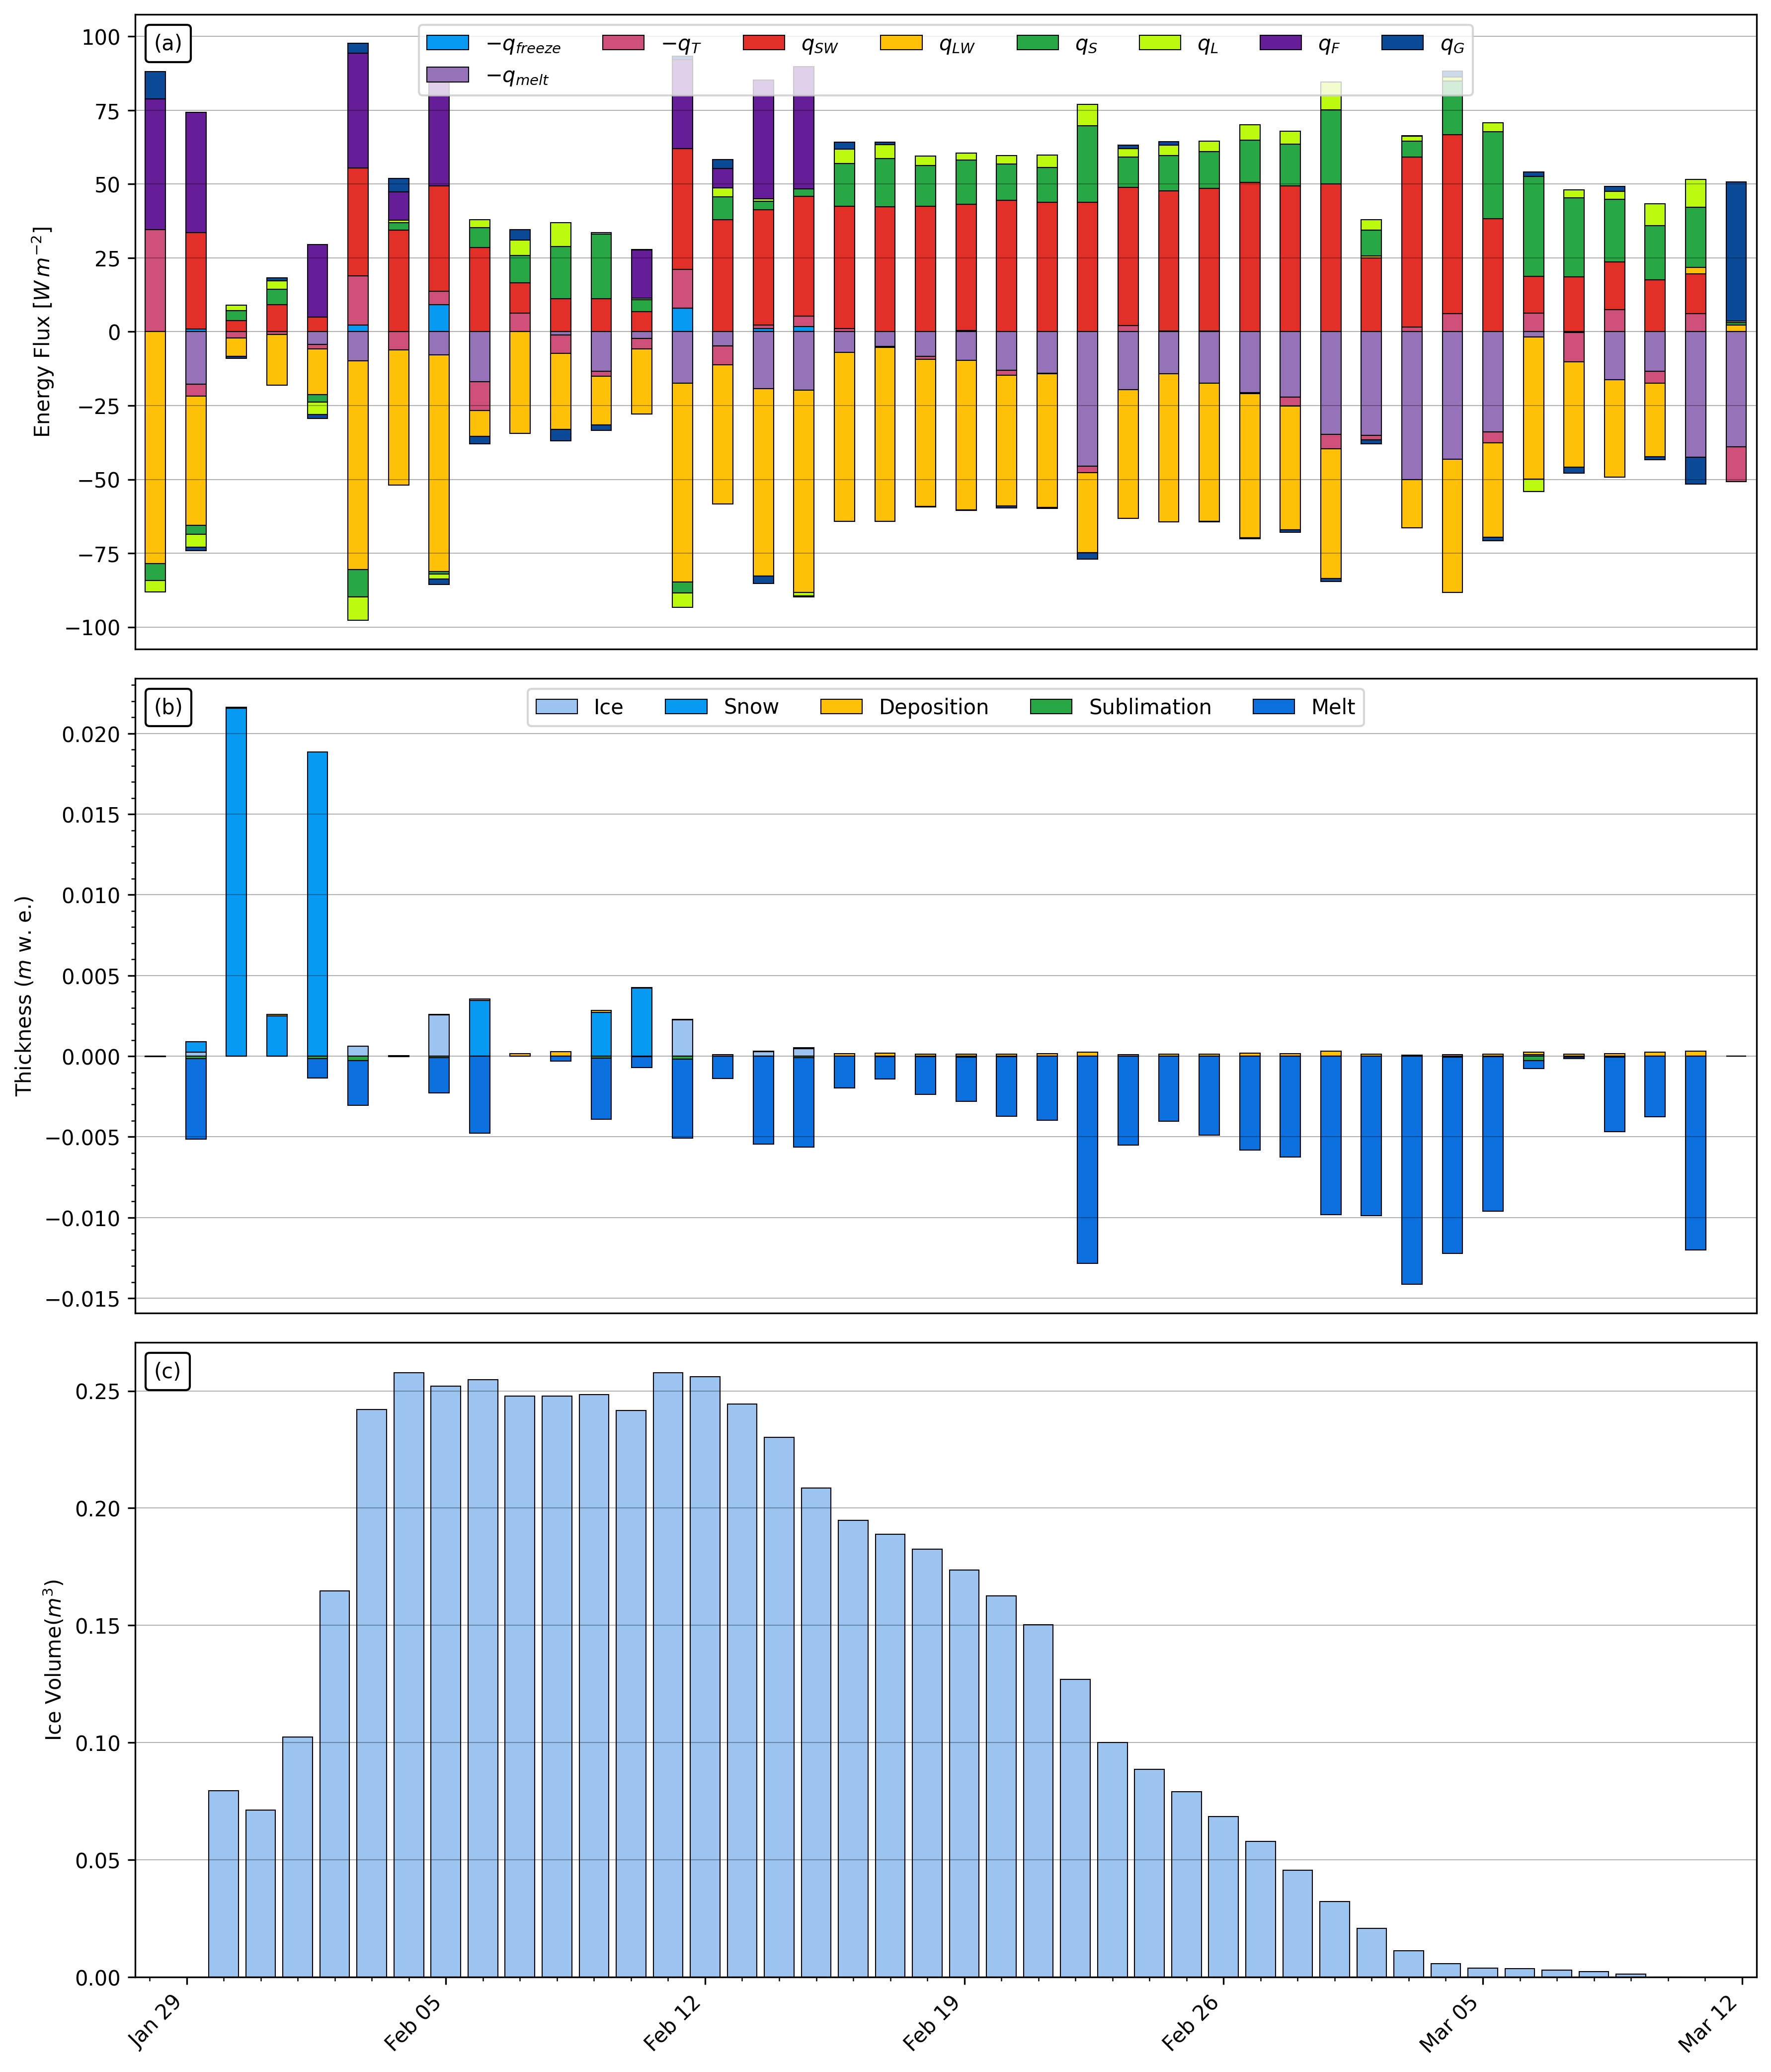 (a)
−q_freeze −q_T q_SW q_LW q_S q_L q_F q_G
−q_melt
100
75
50
25
0
−25
−50
−75
−100
Energy Flux [W m⁻²]
(b)
Ice Snow Deposition Sublimation Melt
0.020
0.015
0.010
0.005
0.000
−0.005
−0.010
−0.015
Thickness (m w. e.)
(c)
0.25
0.20
0.15
0.10
0.05
0.00
Ice Volume(m³)
Jan 29 Feb 05 Feb 12 Feb 19 Feb 26 Mar 05 Mar 12